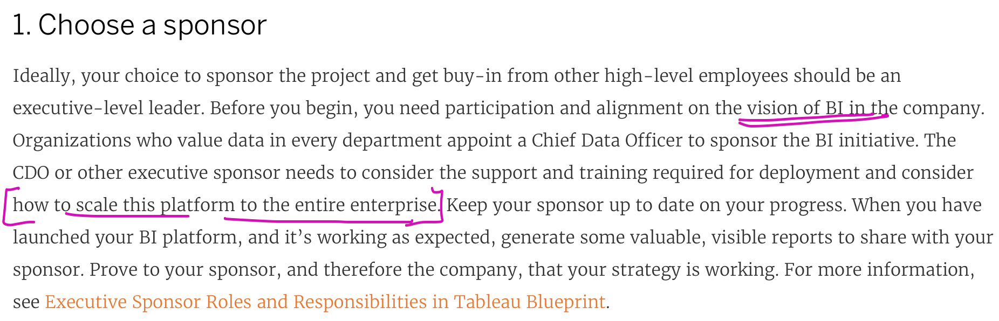 1. Choose a sponsor
Ideally, your choice to sponsor the project and get buy-in from other high-level employees should be an
executive-level leader. Before you begin, you need participation and alignment on the vision of BI in the company.
Organizations who value data in every department appoint a Chief Data Officer to sponsor the BI initiative. The
CDO or other executive sponsor needs to consider the support and training required for deployment and consider
how to scale this platform to the entire enterprise. Keep your sponsor up to date on your progress. When you have
launched your BI platform, and it’s working as expected, generate some valuable, visible reports to share with your
sponsor. Prove to your sponsor, and therefore the company, that your strategy is working. For more information,
see Executive Sponsor Roles and Responsibilities in Tableau Blueprint.